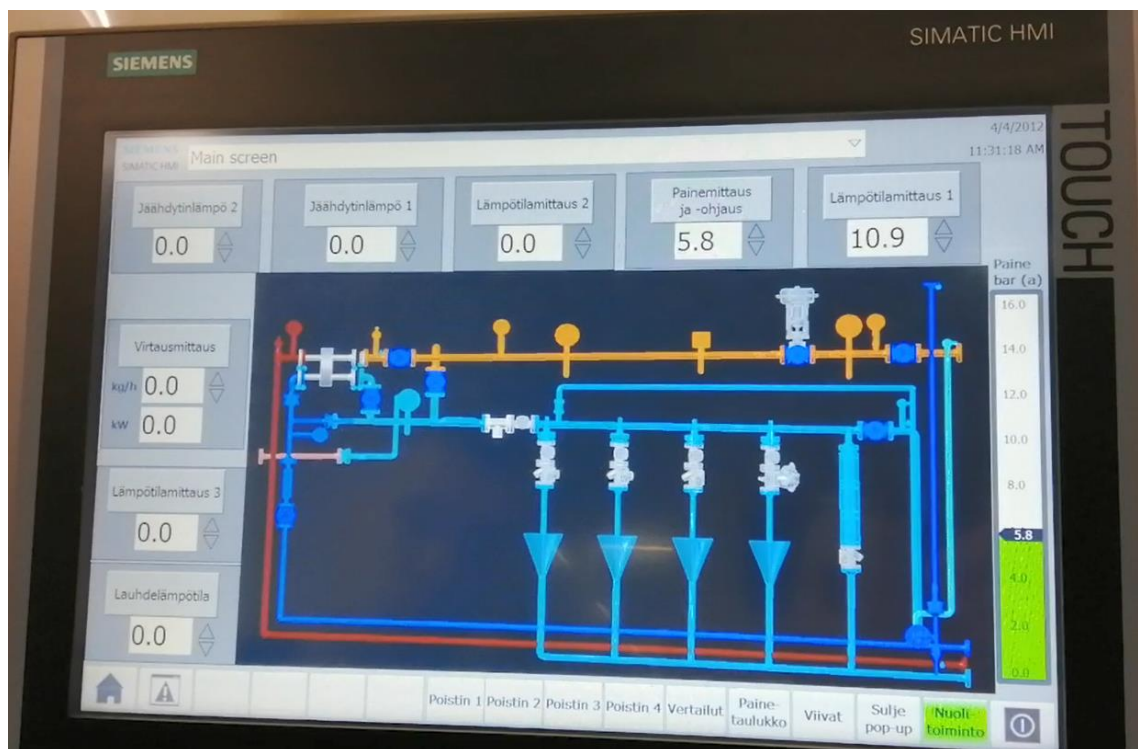 SIMATIC HMI
SIEMENS
TOUCH
4/4/2012
11:31:18 AM
SIEMENS
SIMATIC HMI
Main screen
Jäähdytinlämpö 2
0.0
Jäähdytinlämpö 1
0.0
Lämpötilamittaus 2
0.0
Painemittaus
ja -ohjaus
5.8
Lämpötilamittaus 1
10.9
Paine
bar (a)
16.0
14.0
12.0
10.0
8.0
5.8
4.0
2.0
0.0
Virtausmittaus
kg/h 0.0
kW 0.0
Lämpötilamittaus 3
0.0
Lauhdelämpötila
0.0
Poistin 1
Poistin 2
Poistin 3
Poistin 4
Vertailut
Paine-
taulukko
Viivat
Sulje
pop-up
Nuoli-
toiminto